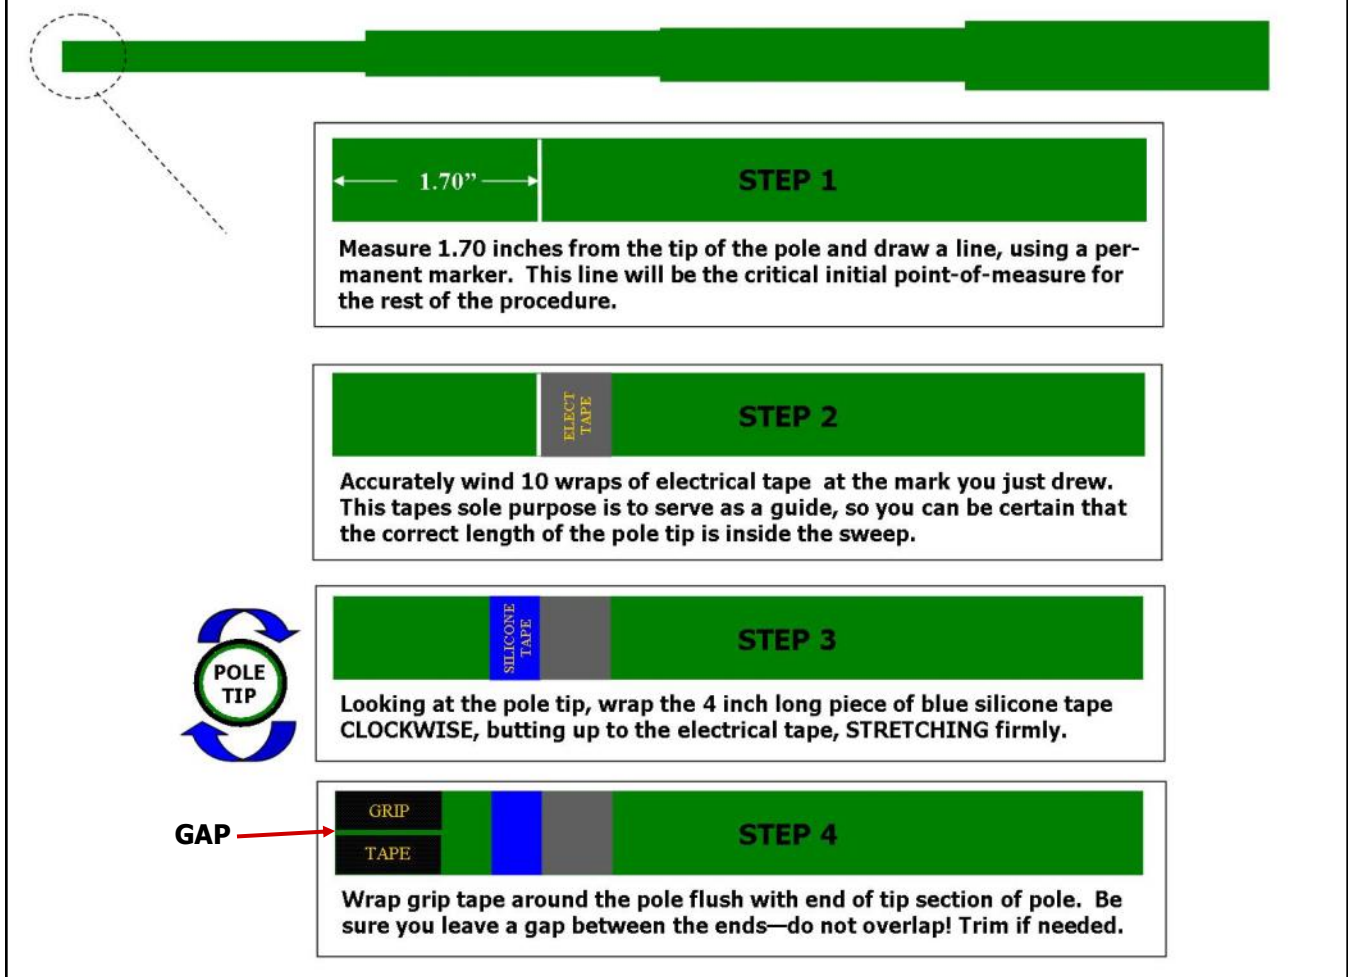 1.70”
STEP 1
Measure 1.70 inches from the tip of the pole and draw a line, using a per-
manent marker.  This line will be the critical initial point-of-measure for
the rest of the procedure.
ELECT
TAPE
STEP 2
Accurately wind 10 wraps of electrical tape  at the mark you just drew.
This tapes sole purpose is to serve as a guide, so you can be certain that
the correct length of the pole tip is inside the sweep.
POLE
TIP
SILICONE
TAPE
STEP 3
Looking at the pole tip, wrap the 4 inch long piece of blue silicone tape
CLOCKWISE, butting up to the electrical tape, STRETCHING firmly.
GAP
GRIP
TAPE
STEP 4
Wrap grip tape around the pole flush with end of tip section of pole.  Be
sure you leave a gap between the ends—do not overlap! Trim if needed.